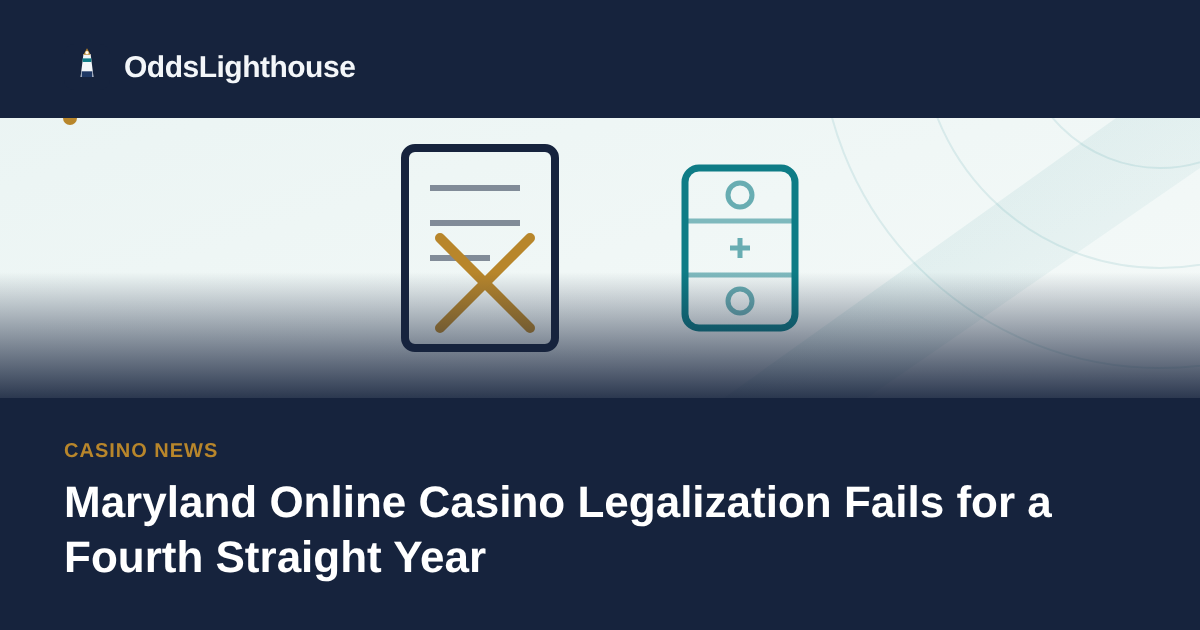 OddsLighthouse
CASINO NEWS
Maryland Online Casino Legalization Fails for a
Fourth Straight Year